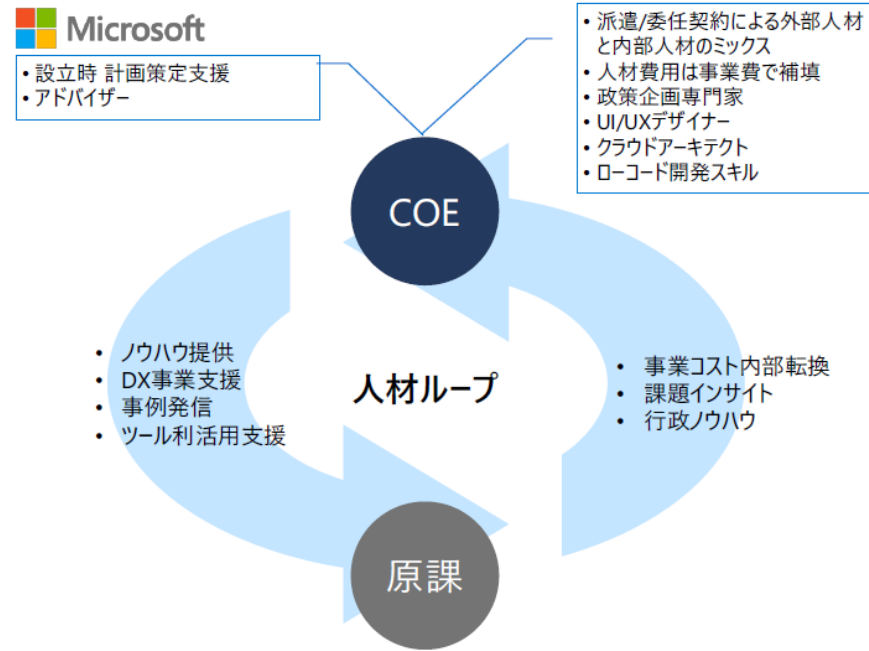 Microsoft
• 設立時 計画策定支援
• アドバイザー
• 派遣/委任契約による外部人材
と内部人材のミックス
• 人材費用は事業費で補填
• 政策企画専門家
• UI/UXデザイナー
• クラウドアーキテクト
• ローコード開発スキル
COE
• ノウハウ提供
• DX事業支援
• 事例発信
• ツール利活用支援
人材ループ
• 事業コスト内部転換
• 課題インサイト
• 行政ノウハウ
原課